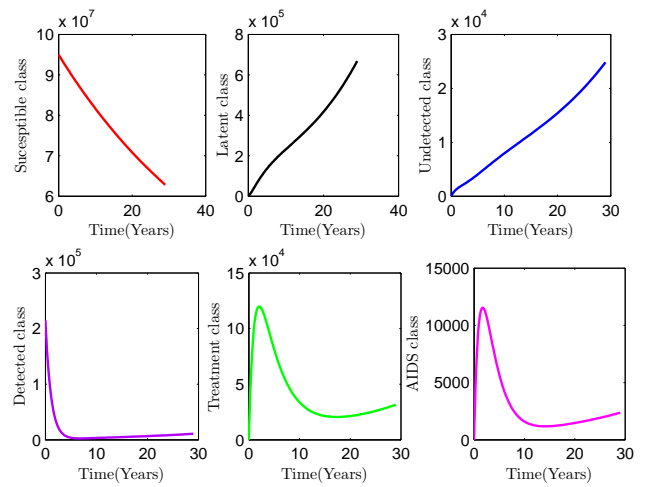 x 10^7
10
9
8
7
6
0
20
40
Sucesptible class
Time(Years)
x 10^5
8
6
4
2
0
0
20
40
Latent class
Time(Years)
x 10^4
3
2
1
0
0
10
20
30
Undetected class
Time(Years)
x 10^5
3
2
1
0
0
10
20
30
Detected class
Time(Years)
x 10^4
15
10
5
0
0
10
20
30
Treatment class
Time(Years)
15000
10000
5000
0
0
10
20
30
AIDS class
Time(Years)